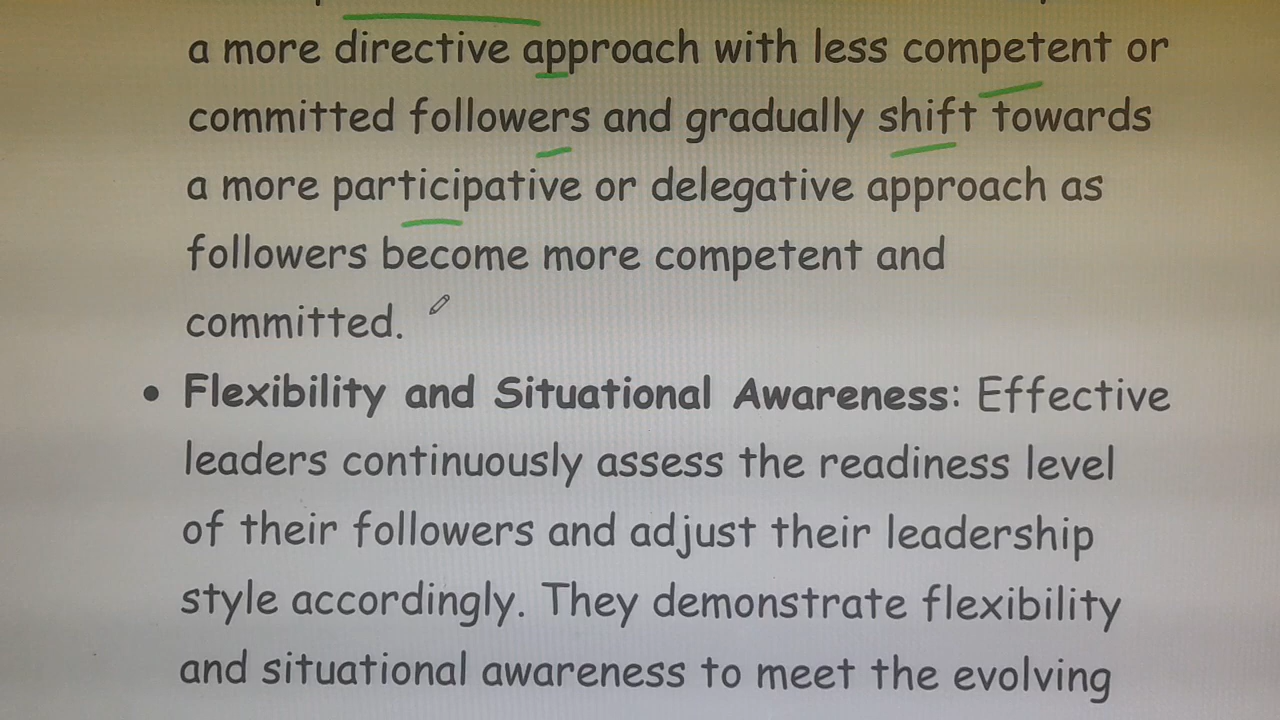 a more directive approach with less competent or
committed followers and gradually shift towards
a more participative or delegative approach as
followers become more competent and
committed.
• Flexibility and Situational Awareness: Effective
leaders continuously assess the readiness level
of their followers and adjust their leadership
style accordingly. They demonstrate flexibility
and situational awareness to meet the evolving